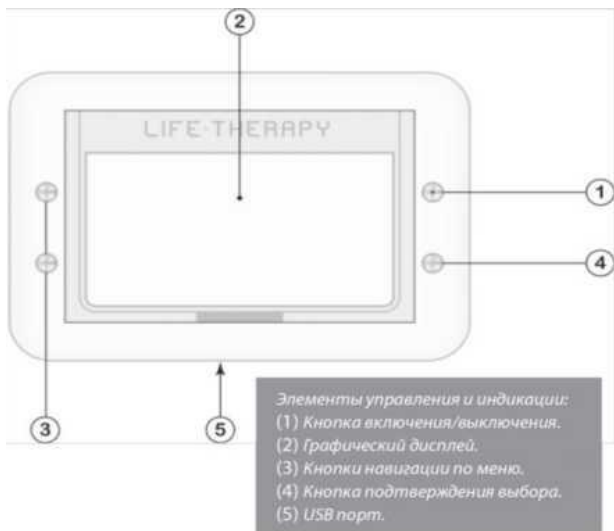 2
LIFE-THERAPY
1
4
3
5
Элементы управления и индикации:
(1) Кнопка включения/выключения.
(2) Графический дисплей.
(3) Кнопки навигации по меню.
(4) Кнопка подтверждения выбора.
(5) USB порт.